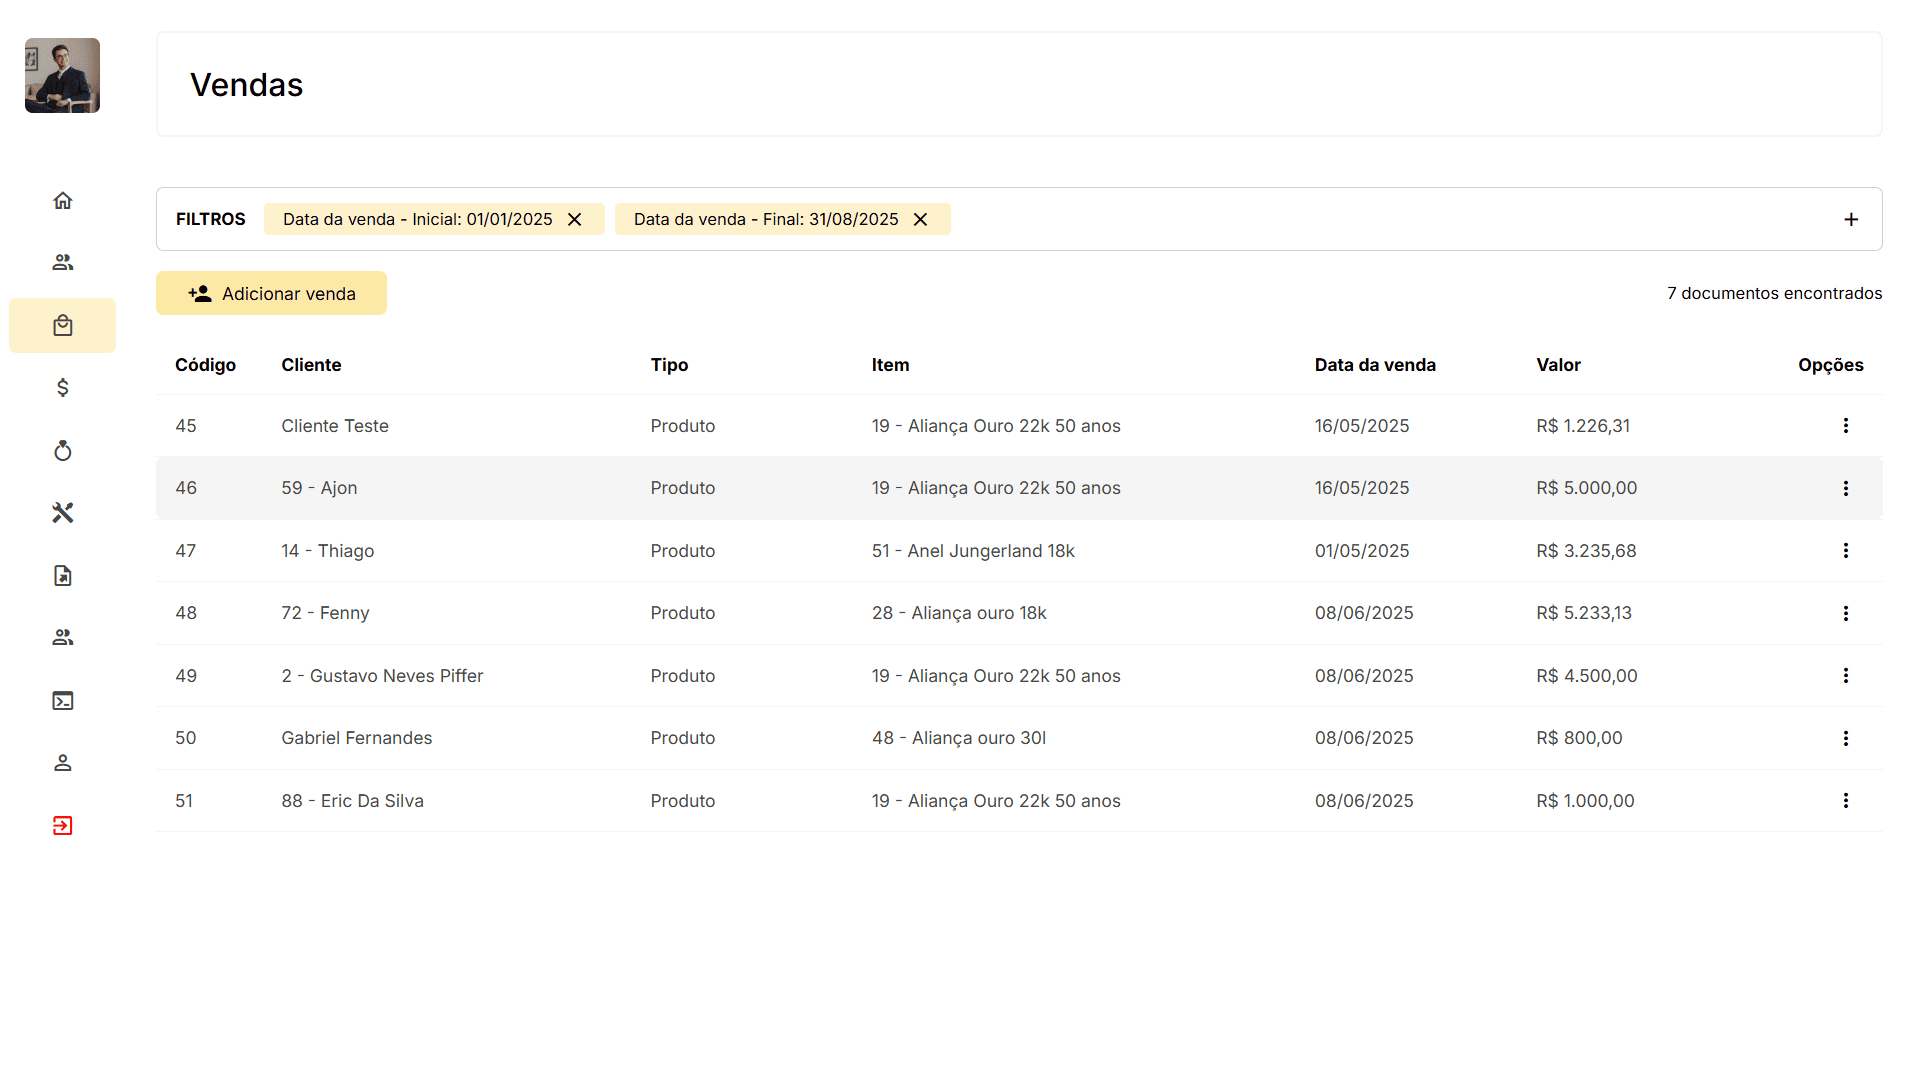 Vendas
FILTROS Data da venda - Inicial: 01/01/2025 Data da venda - Final: 31/08/2025
Adicionar venda 7 documentos encontrados
Código Cliente Tipo Item Data da venda Valor Opções
45 Cliente Teste Produto 19 - Aliança Ouro 22k 50 anos 16/05/2025 R$ 1.226,31
46 59 - Ajon Produto 19 - Aliança Ouro 22k 50 anos 16/05/2025 R$ 5.000,00
47 14 - Thiago Produto 51 - Anel Jungerland 18k 01/05/2025 R$ 3.235,68
48 72 - Fenny Produto 28 - Aliança ouro 18k 08/06/2025 R$ 5.233,13
49 2 - Gustavo Neves Piffer Produto 19 - Aliança Ouro 22k 50 anos 08/06/2025 R$ 4.500,00
50 Gabriel Fernandes Produto 48 - Aliança ouro 30l 08/06/2025 R$ 800,00
51 88 - Eric Da Silva Produto 19 - Aliança Ouro 22k 50 anos 08/06/2025 R$ 1.000,00